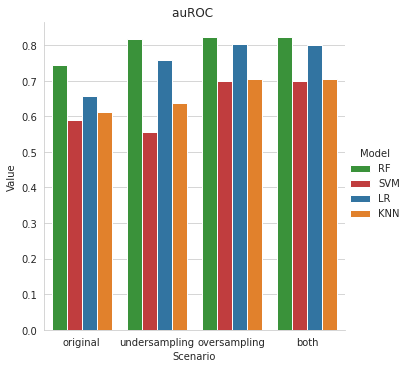 auROC
Value
0.8
0.7
0.6
0.5
0.4
0.3
0.2
0.1
0.0
original
undersampling
oversampling
both
Scenario
Model
RF
SVM
LR
KNN